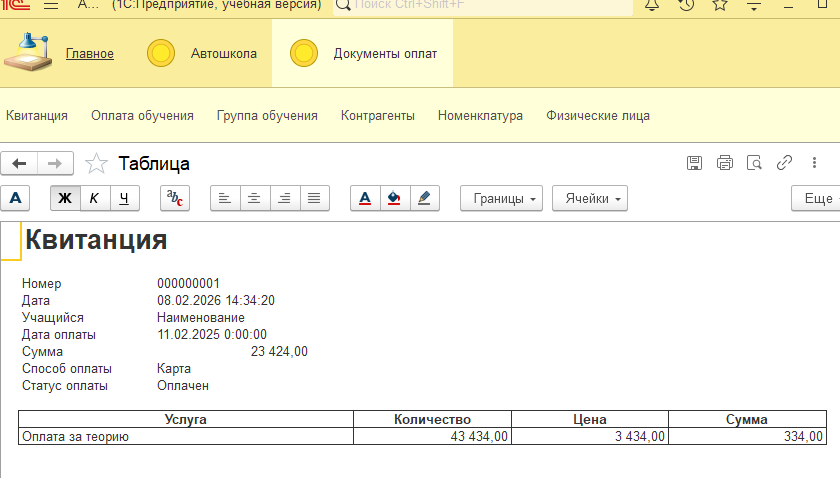 1С А... (1С:Предприятие, учебная версия) Поиск Ctrl+Shift+F
Главное Автошкола Документы оплат
Квитанция Оплата обучения Группа обучения Контрагенты Номенклатура Физические лица
Таблица
А Ж К Ч abc А Границы Ячейки Еще
Квитанция
Номер 000000001
Дата 08.02.2026 14:34:20
Учащийся Наименование
Дата оплаты 11.02.2025 0:00:00
Сумма 23 424,00
Способ оплаты Карта
Статус оплаты Оплачен
Услуга Количество Цена Сумма
Оплата за теорию 43 434,00 3 434,00 334,00